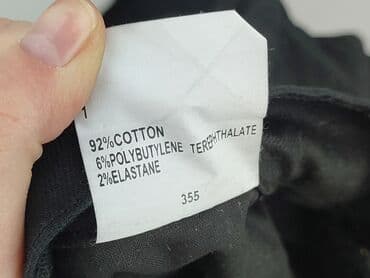 1
92%COTTON
6%POLYBUTYLENE TEREPHTHALATE
2%ELASTANE
355